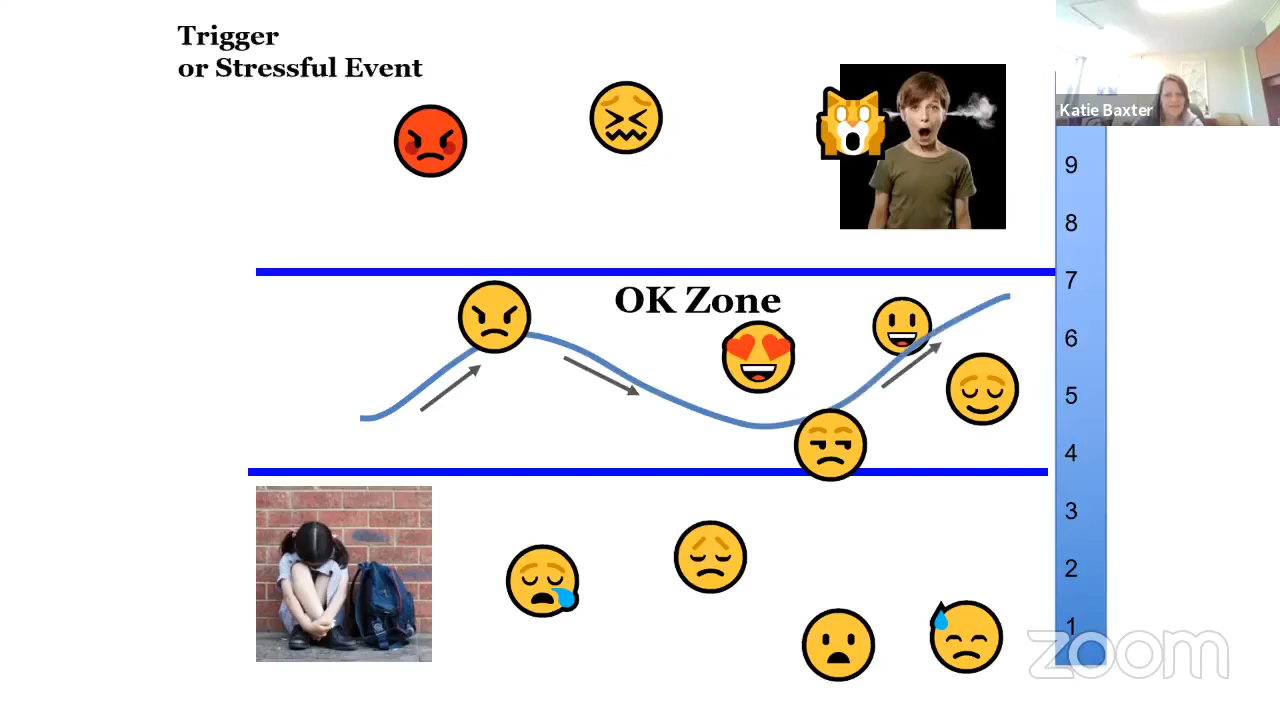 Trigger
or Stressful Event
Katie Baxter
9
8
7
OK Zone
6
5
4
3
2
1
zoom